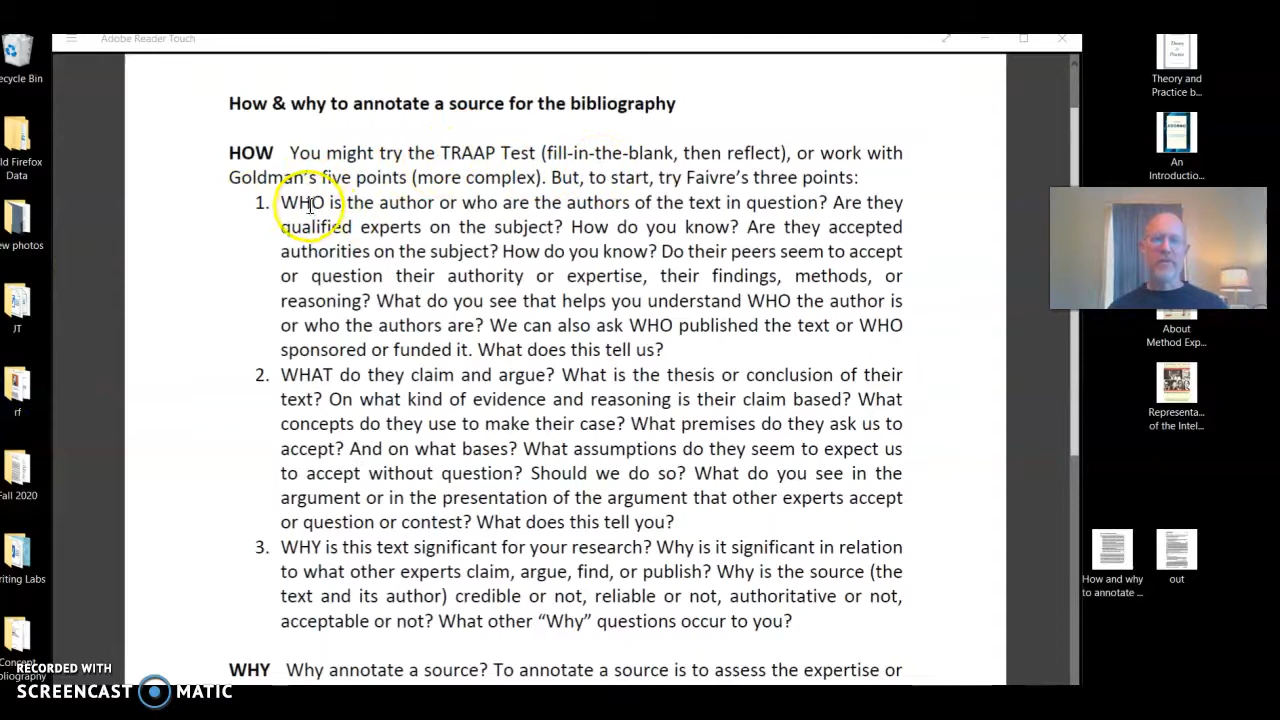 Adobe Reader Touch
How & why to annotate a source for the bibliography
HOW You might try the TRAAP Test (fill-in-the-blank, then reflect), or work with
Goldman's five points (more complex). But, to start, try Faivre's three points:
1. WHO is the author or who are the authors of the text in question? Are they
qualified experts on the subject? How do you know? Are they accepted
authorities on the subject? How do you know? Do their peers seem to accept
or question their authority or expertise, their findings, methods, or
reasoning? What do you see that helps you understand WHO the author is
or who the authors are? We can also ask WHO published the text or WHO
sponsored or funded it. What does this tell us?
2. WHAT do they claim and argue? What is the thesis or conclusion of their
text? On what kind of evidence and reasoning is their claim based? What
concepts do they use to make their case? What premises do they ask us to
accept? And on what bases? What assumptions do they seem to expect us
to accept without question? Should we do so? What do you see in the
argument or in the presentation of the argument that other experts accept
or question or contest? What does this tell you?
3. WHY is this text significant for your research? Why is it significant in relation
to what other experts claim, argue, find, or publish? Why is the source (the
text and its author) credible or not, reliable or not, authoritative or not,
acceptable or not? What other “Why” questions occur to you?
WHY Why annotate a source? To annotate a source is to assess the expertise or
ecycle Bin
ld Firefox
Data
ew photos
JT
rf
Fall 2020
riting Labs
Concept
bliography
Theory and
Practice b...
An
Introductio...
About
Method Exp...
Representa...
of the Intel...
How and why
to annotate ...
out
RECORDED WITH
SCREENCAST MATIC